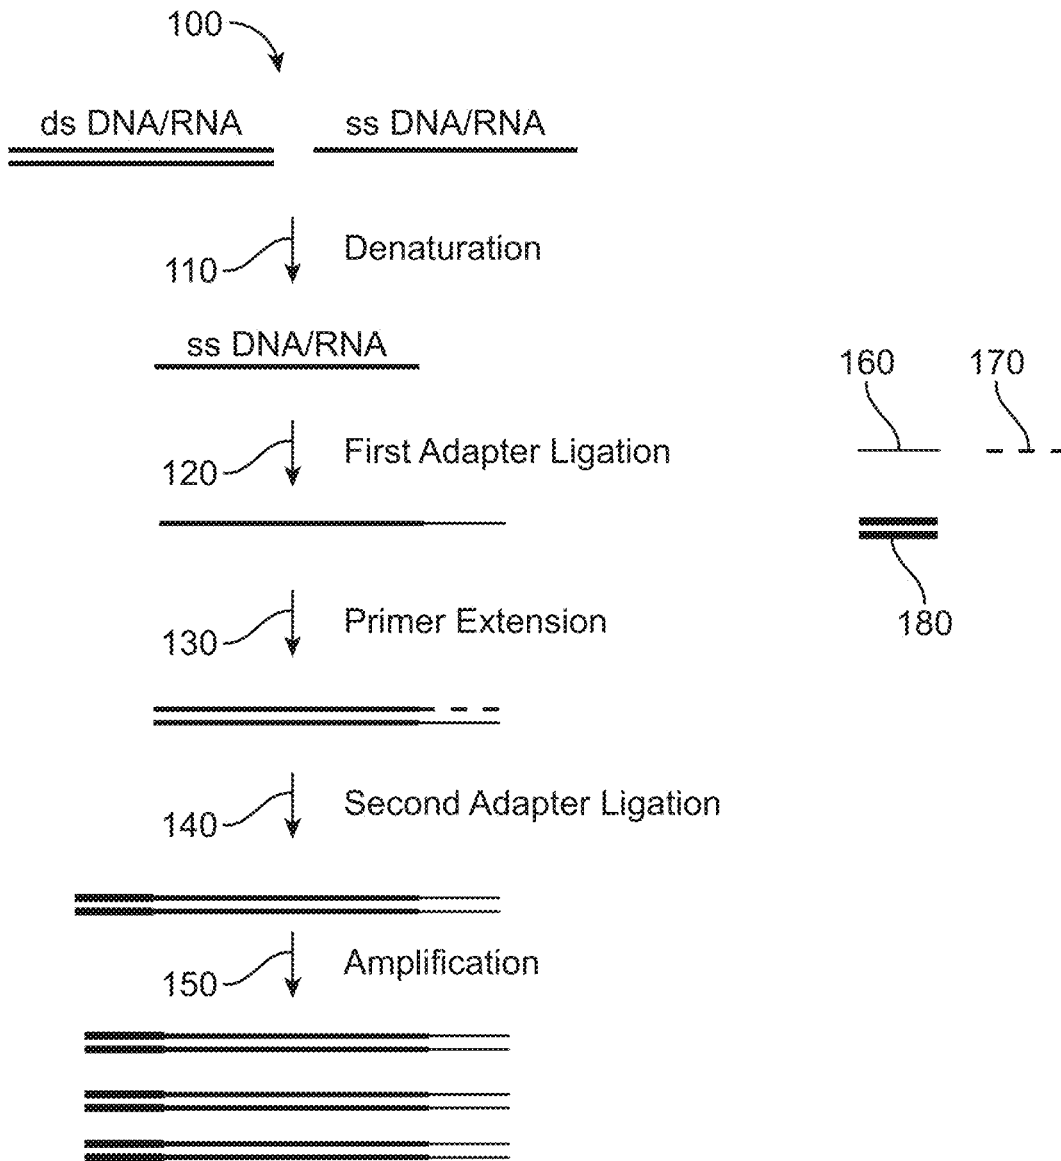 100
ds DNA/RNA ss DNA/RNA
110 Denaturation
ss DNA/RNA
160 170
120 First Adapter Ligation
180
130 Primer Extension
140 Second Adapter Ligation
150 Amplification